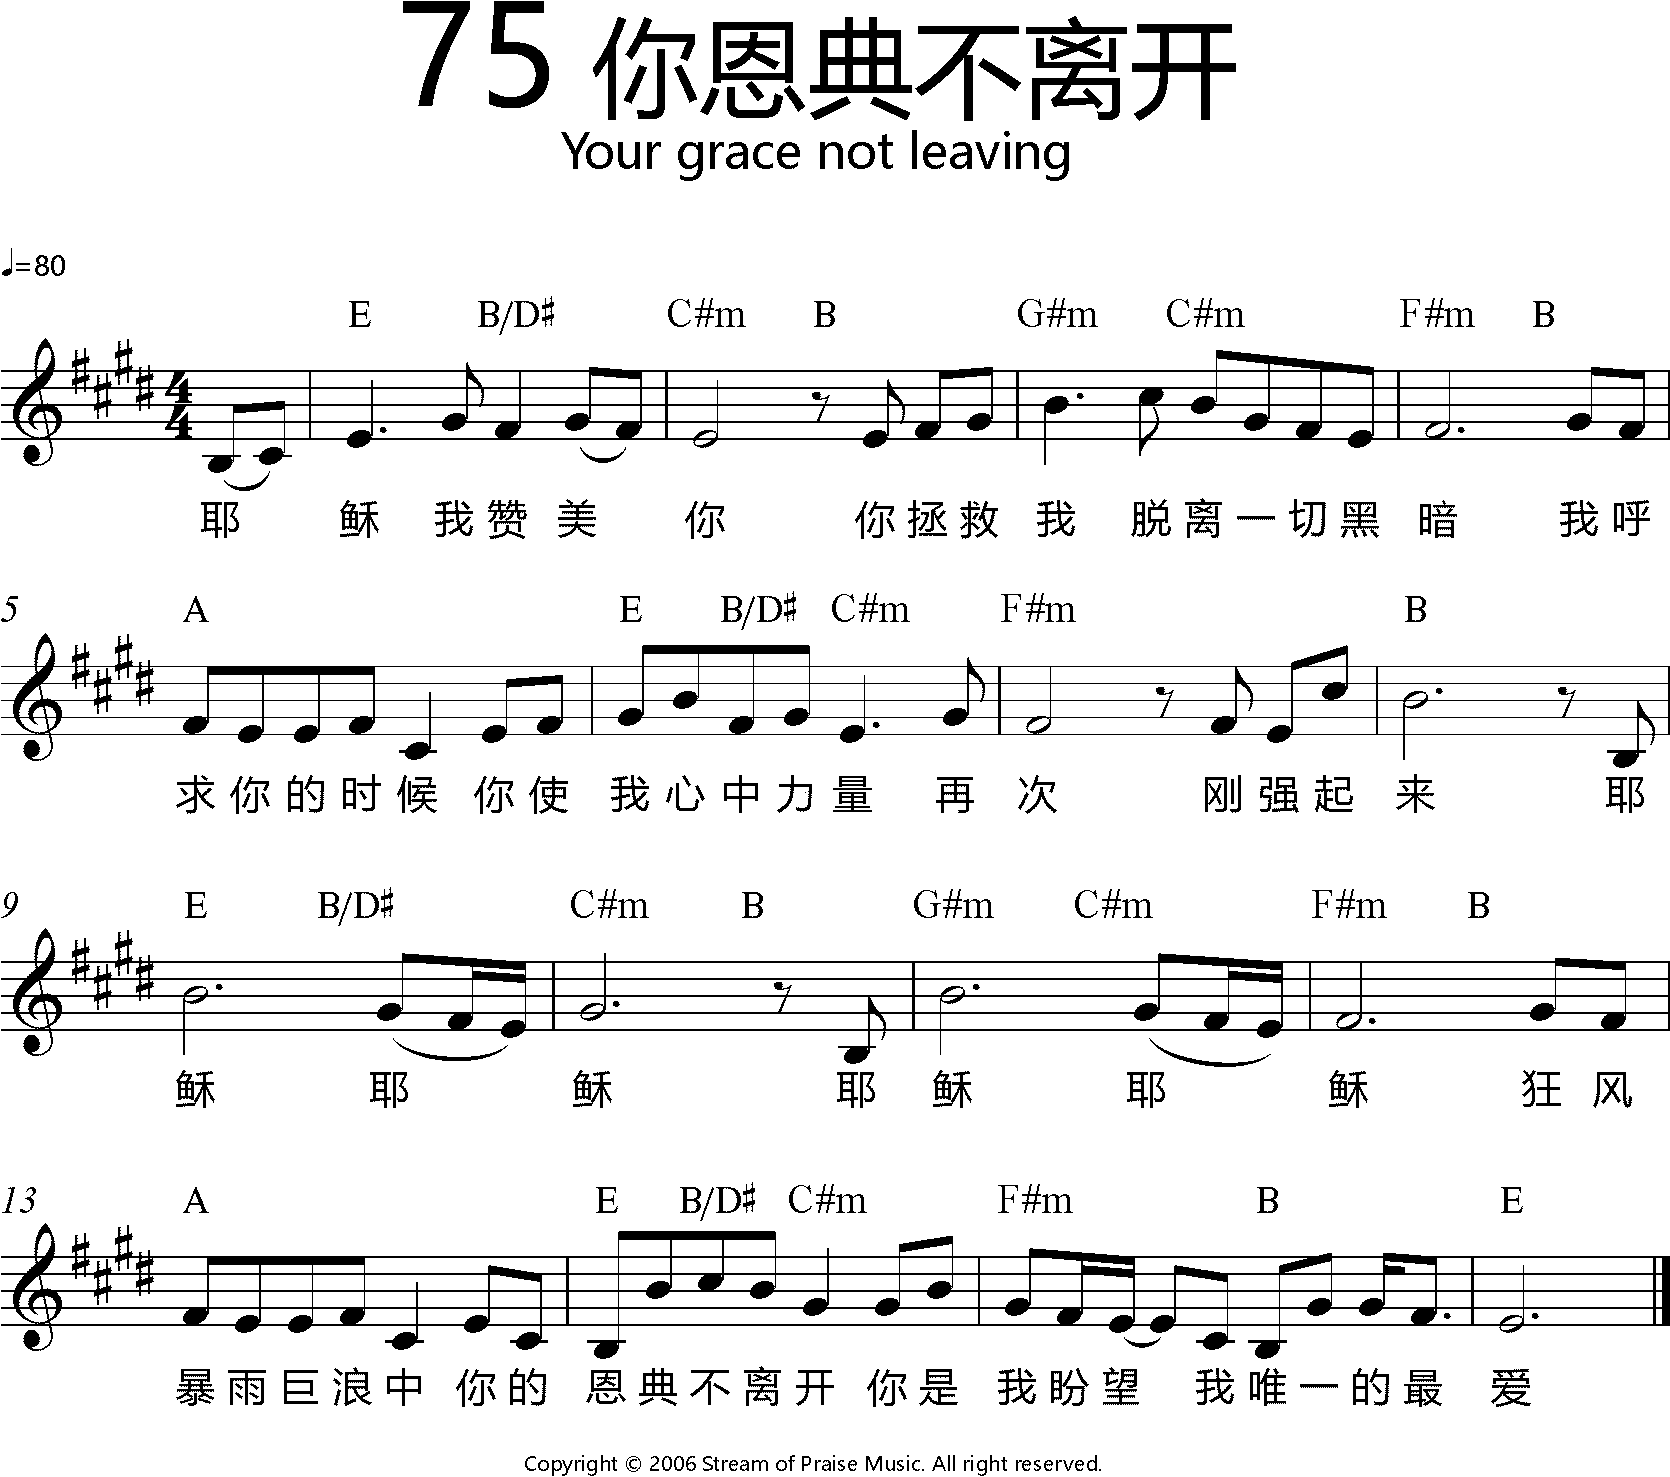 75 你恩典不离开
Your grace not leaving
♩=80
E B/D♯ C#m B G#m C#m F#m B
耶 稣 我 赞 美 你 你 拯 救 我 脱 离 一 切 黑 暗 我 呼
5 A E B/D♯ C#m F#m B
求 你 的 时 候 你 使 我 心 中 力 量 再 次 刚 强 起 来 耶
9 E B/D♯ C#m B G#m C#m F#m B
稣 耶 稣 耶 稣 耶 稣 狂 风
13 A E B/D♯ C#m F#m B E
暴 雨 巨 浪 中 你 的 恩 典 不 离 开 你 是 我 盼 望 我 唯 一 的 最 爱
Copyright © 2006 Stream of Praise Music. All right reserved.